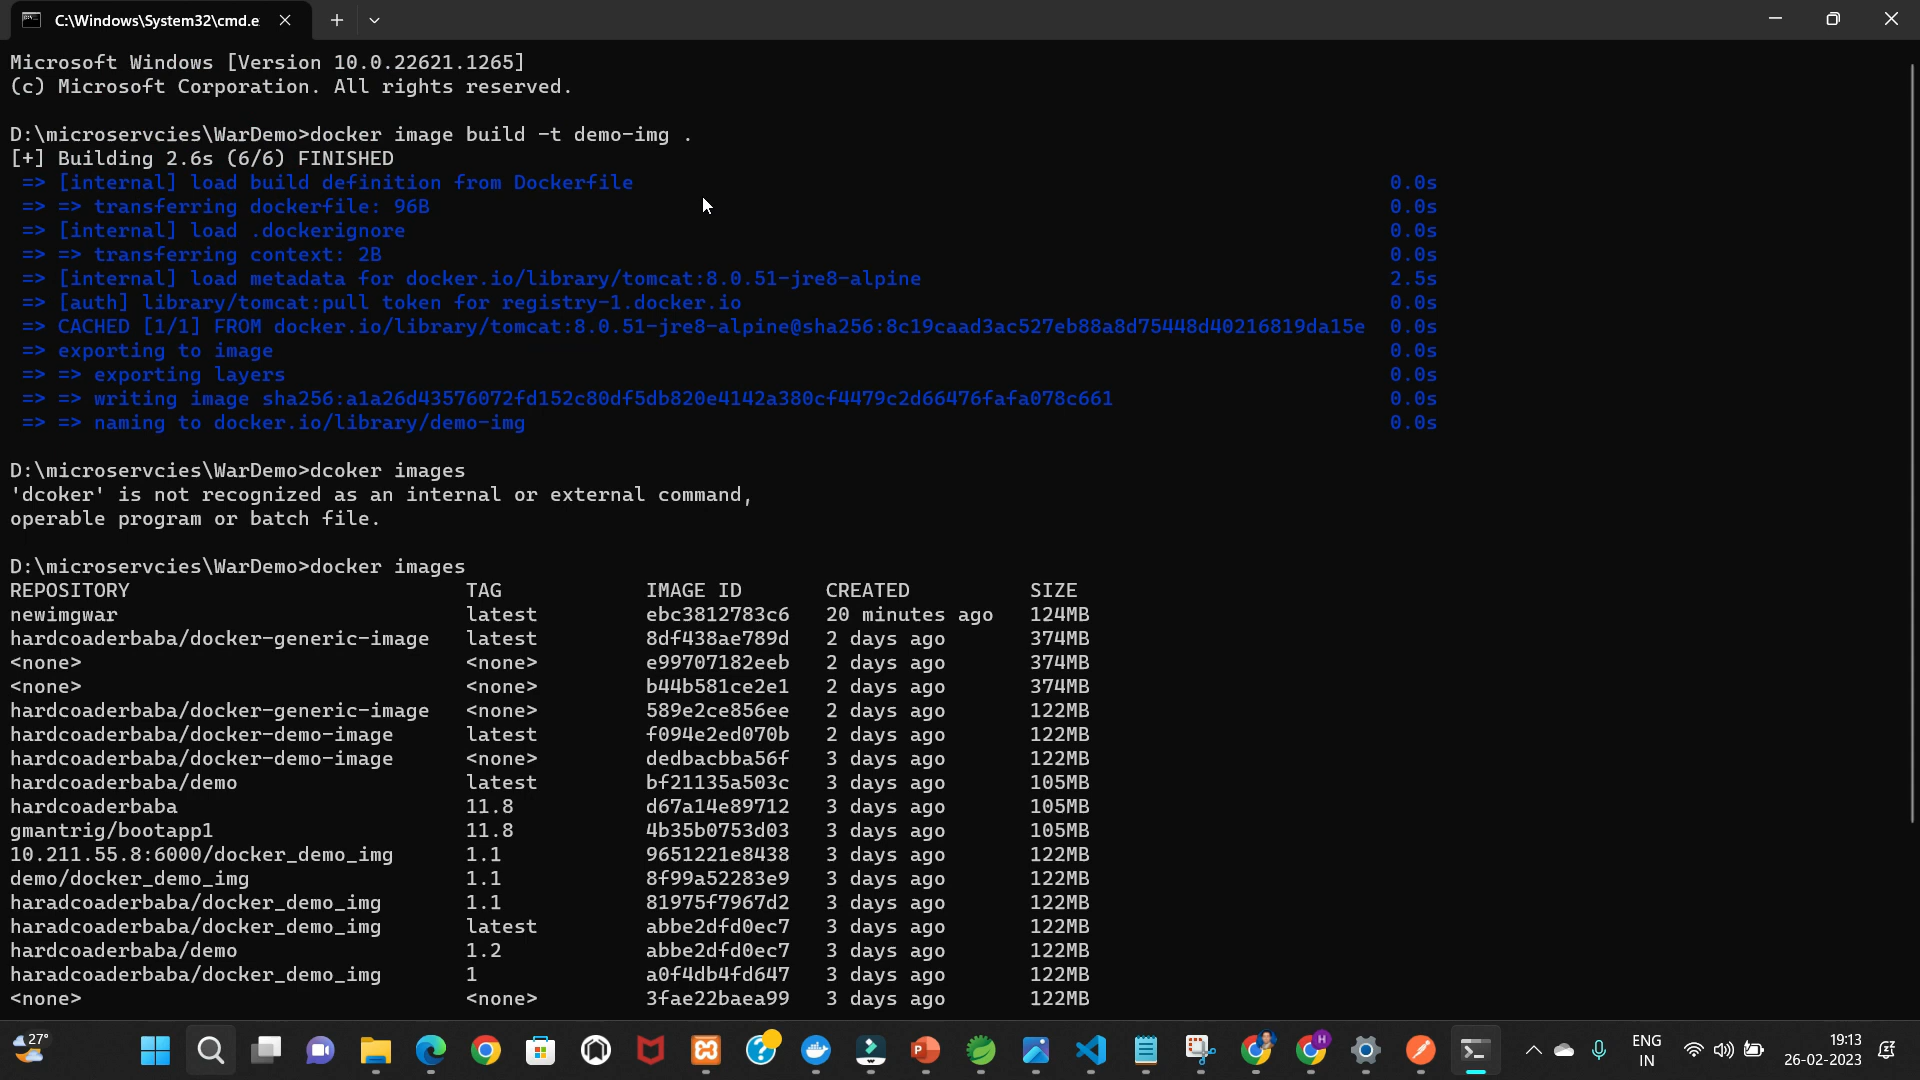 C:\Windows\System32\cmd.e
Microsoft Windows [Version 10.0.22621.1265]
(c) Microsoft Corporation. All rights reserved.
D:\microservcies\WarDemo>docker image build -t demo-img .
[+] Building 2.6s (6/6) FINISHED
=> [internal] load build definition from Dockerfile 0.0s
=> => transferring dockerfile: 96B 0.0s
=> [internal] load .dockerignore 0.0s
=> => transferring context: 2B 0.0s
=> [internal] load metadata for docker.io/library/tomcat:8.0.51-jre8-alpine 2.5s
=> [auth] library/tomcat:pull token for registry-1.docker.io 0.0s
=> CACHED [1/1] FROM docker.io/library/tomcat:8.0.51-jre8-alpine@sha256:8c19caad3ac527eb88a8d75448d40216819da15e 0.0s
=> exporting to image 0.0s
=> => exporting layers 0.0s
=> => writing image sha256:a1a26d43576072fd152c80df5db820e4142a380cf4479c2d66476fafa078c661 0.0s
=> => naming to docker.io/library/demo-img 0.0s
D:\microservcies\WarDemo>dcoker images
'dcoker' is not recognized as an internal or external command,
operable program or batch file.
D:\microservcies\WarDemo>docker images
REPOSITORY TAG IMAGE ID CREATED SIZE
newimgwar latest ebc3812783c6 20 minutes ago 124MB
hardcoaderbaba/docker-generic-image latest 8df438ae789d 2 days ago 374MB
<none> <none> e99707182eeb 2 days ago 374MB
<none> <none> b44b581ce2e1 2 days ago 374MB
hardcoaderbaba/docker-generic-image <none> 589e2ce856ee 2 days ago 122MB
hardcoaderbaba/docker-demo-image latest f094e2ed070b 2 days ago 122MB
hardcoaderbaba/docker-demo-image <none> dedbacbba56f 3 days ago 122MB
hardcoaderbaba/demo latest bf21135a503c 3 days ago 105MB
hardcoaderbaba 11.8 d67a14e89712 3 days ago 105MB
gmantrig/bootapp1 11.8 4b35b0753d03 3 days ago 105MB
10.211.55.8:6000/docker_demo_img 1.1 9651221e8438 3 days ago 122MB
demo/docker_demo_img 1.1 8f99a52283e9 3 days ago 122MB
haradcoaderbaba/docker_demo_img 1.1 81975f7967d2 3 days ago 122MB
haradcoaderbaba/docker_demo_img latest abbe2dfd0ec7 3 days ago 122MB
hardcoaderbaba/demo 1.2 abbe2dfd0ec7 3 days ago 122MB
haradcoaderbaba/docker_demo_img 1 a0f4db4fd647 3 days ago 122MB
<none> <none> 3fae22baea99 3 days ago 122MB
27°
ENG
IN
19:13
26-02-2023